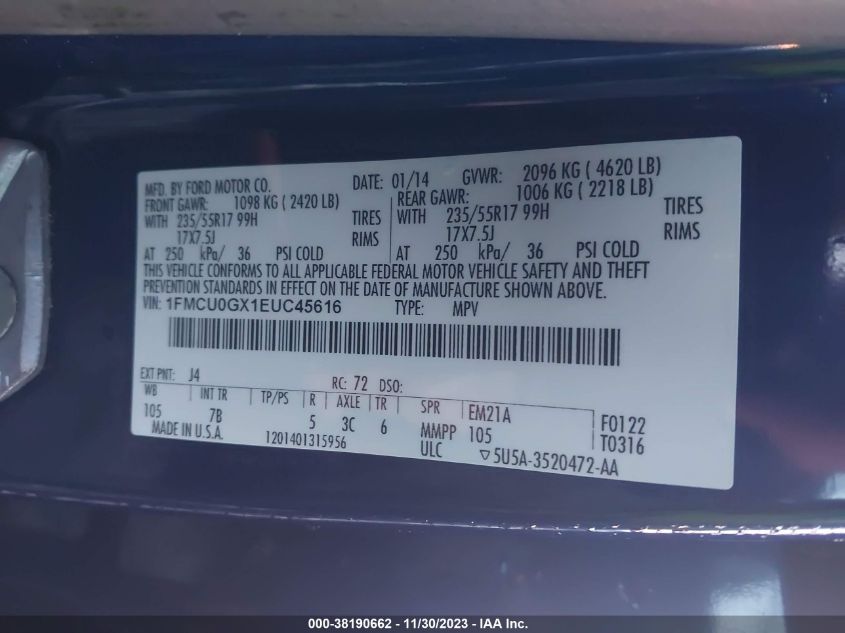 MFD. BY FORD MOTOR CO. DATE: 01/14 GVWR: 2096 KG ( 4620 LB)
FRONT GAWR: 1098 KG ( 2420 LB) REAR GAWR: 1006 KG ( 2218 LB)
WITH 235/55R17 99H TIRES WITH 235/55R17 99H TIRES
17X7.5J RIMS 17X7.5J RIMS
AT 250 kPa/ 36 PSI COLD AT 250 kPa/ 36 PSI COLD
THIS VEHICLE CONFORMS TO ALL APPLICABLE FEDERAL MOTOR VEHICLE SAFETY AND THEFT
PREVENTION STANDARDS IN EFFECT ON THE DATE OF MANUFACTURE SHOWN ABOVE.
VIN: 1FMCU0GX1EUC45616 TYPE: MPV
EXT PNT: J4 RC: 72 DSO:
WB INT TR TP/PS R AXLE TR SPR EM21A F0122
105 7B 5 3C 6 MMPP 105 T0316
MADE IN U.S.A. 1201401315956 ULC ▽5U5A-3520472-AA
000-38190662 - 11/30/2023 - IAA Inc.